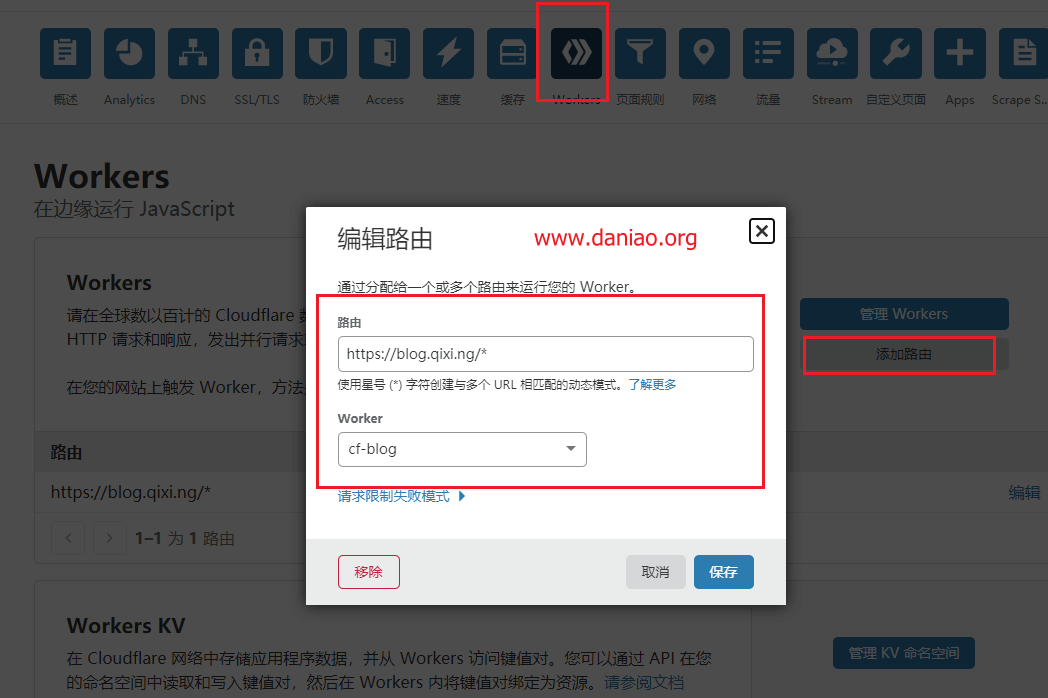 概述
Analytics
DNS
SSL/TLS
防火墙
Access
速度
缓存
Workers
页面规则
网络
流量
Stream
自定义页面
Apps
Scrape S...
Workers
在边缘运行 JavaScript
Workers
请在全球数以百计的 Cloudflare
HTTP 请求和响应，发出并行请求
在您的网站上触发 Worker，方法
管理 Workers
添加路由
路由
https://blog.qixi.ng/*
编辑
1–1 为 1 路由
编辑路由
www.daniao.org
通过分配给一个或多个路由来运行您的 Worker。
路由
https://blog.qixi.ng/*
使用星号 (*) 字符创建与多个 URL 相匹配的动态模式。了解更多
Worker
cf-blog
请求限制失败模式
移除
取消
保存
Workers KV
在 Cloudflare 网络中存储应用程序数据，并从 Workers 访问键值对。您可以通过 API 在您
的命名空间中读取和写入键值对，然后在 Workers 内将键值对绑定为资源。请参阅文档
管理 KV 命名空间